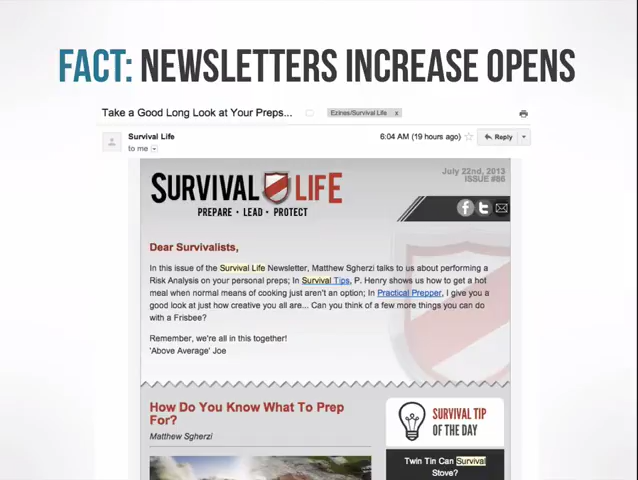 FACT: NEWSLETTERS INCREASE OPENS
Take a Good Long Look at Your Preps...
Ezines/Survival Life x
Survival Life
6:04 AM (19 hours ago)
Reply
to me
July 22nd, 2013
ISSUE #86
SURVIVAL LIFE
PREPARE • LEAD • PROTECT
Dear Survivalists,
In this issue of the Survival Life Newsletter, Matthew Sgherzi talks to us about performing a
Risk Analysis on your personal preps; In Survival Tips, P. Henry shows us how to get a hot
meal when normal means of cooking just aren't an option; In Practical Prepper, I give you a
good look at just how creative you all are... Can you think of a few more things you can do
with a Frisbee?
Remember, we're all in this together!
'Above Average' Joe
How Do You Know What To Prep
For?
Matthew Sgherzi
SURVIVAL TIP
OF THE DAY
Twin Tin Can Survival
Stove?